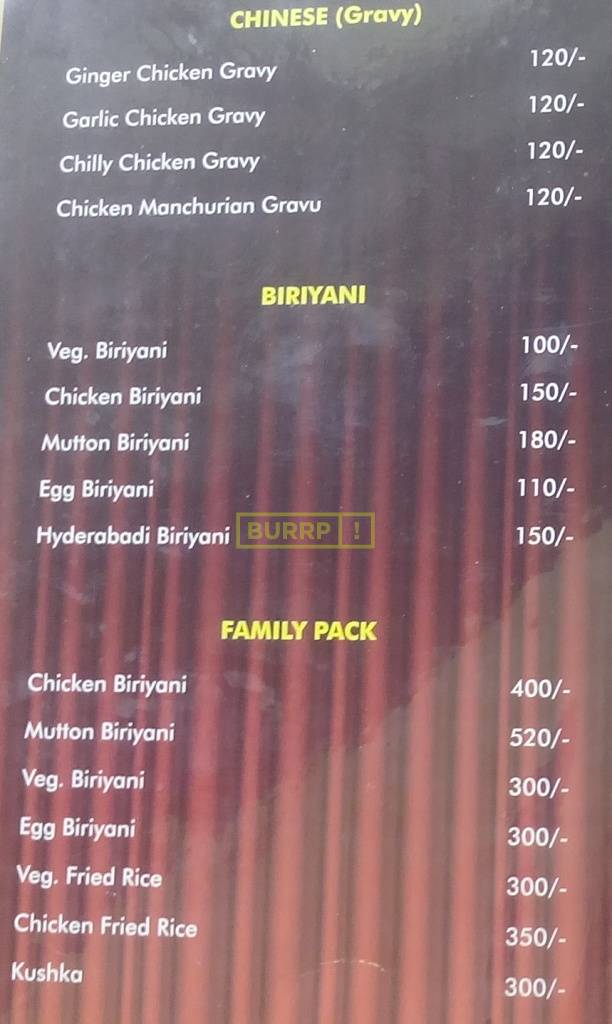 CHINESE (Gravy)
Ginger Chicken Gravy 120/-
Garlic Chicken Gravy 120/-
Chilly Chicken Gravy 120/-
Chicken Manchurian Gravu 120/-
BIRIYANI
Veg. Biriyani 100/-
Chicken Biriyani 150/-
Mutton Biriyani 180/-
Egg Biriyani 110/-
Hyderabadi Biriyani BURRP ! 150/-
FAMILY PACK
Chicken Biriyani 400/-
Mutton Biriyani 520/-
Veg. Biriyani 300/-
Egg Biriyani 300/-
Veg. Fried Rice 300/-
Chicken Fried Rice 350/-
Kushka 300/-